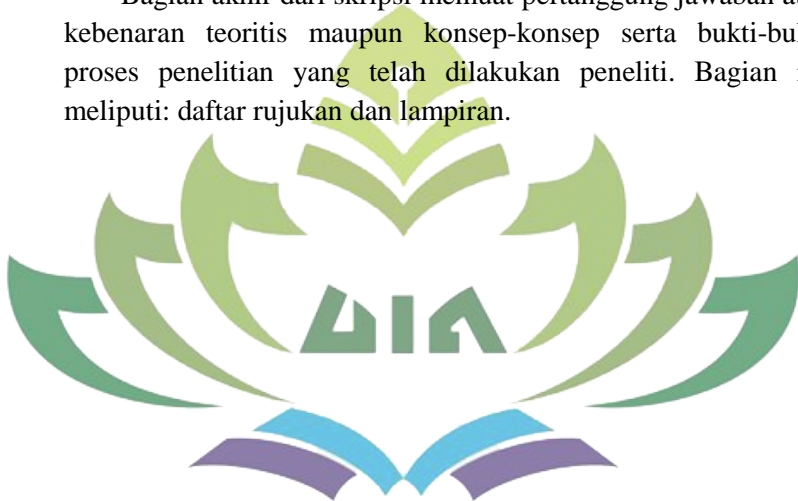 Bagian akhir dari skripsi memuat pertanggung jawaban
kebenaran teoritis maupun konsep-konsep serta
proses penelitian yang telah dilakukan peneliti. Bagian
meliputi: daftar rujukan dan lampiran.
UIN